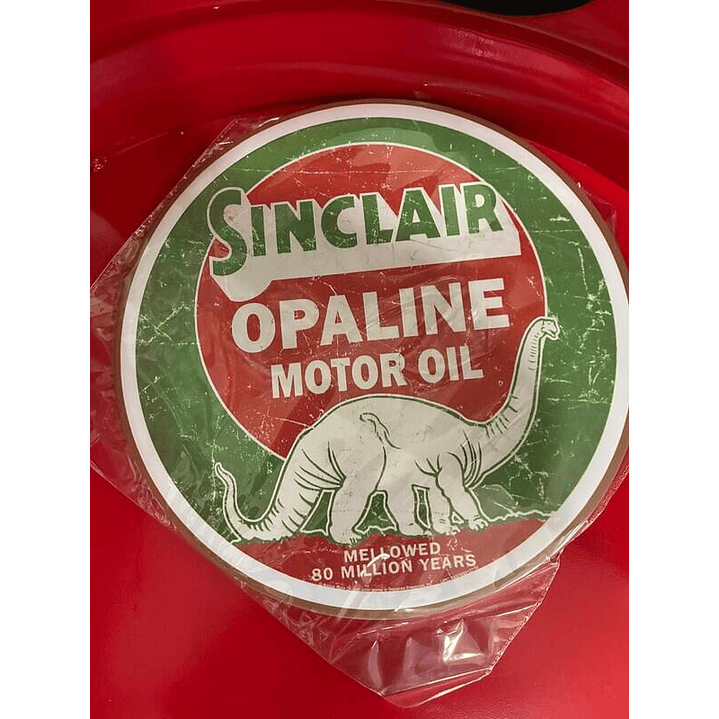 SINCLAIR
OPALINE
MOTOR OIL
MELLOWED
80 MILLION YEARS